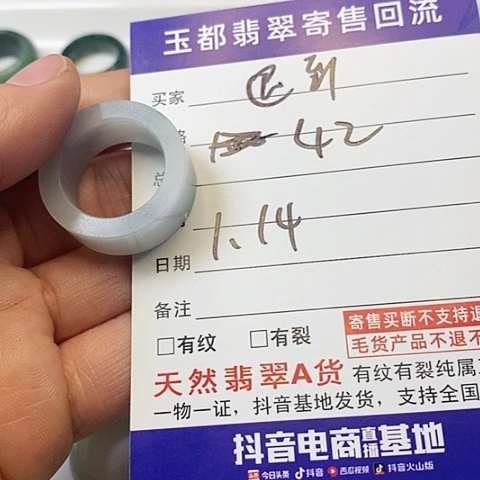 玉都翡翠寄售回流
买家
格 42
1.14
日期
备注
□有纹 □有裂
寄售买断不支持退
毛货产品不退不
天然翡翠A货 有纹有裂纯属
一物一证，抖音基地发货，支持全国
抖音电商直播基地
今日头条 抖音 西瓜视频 抖音火山版